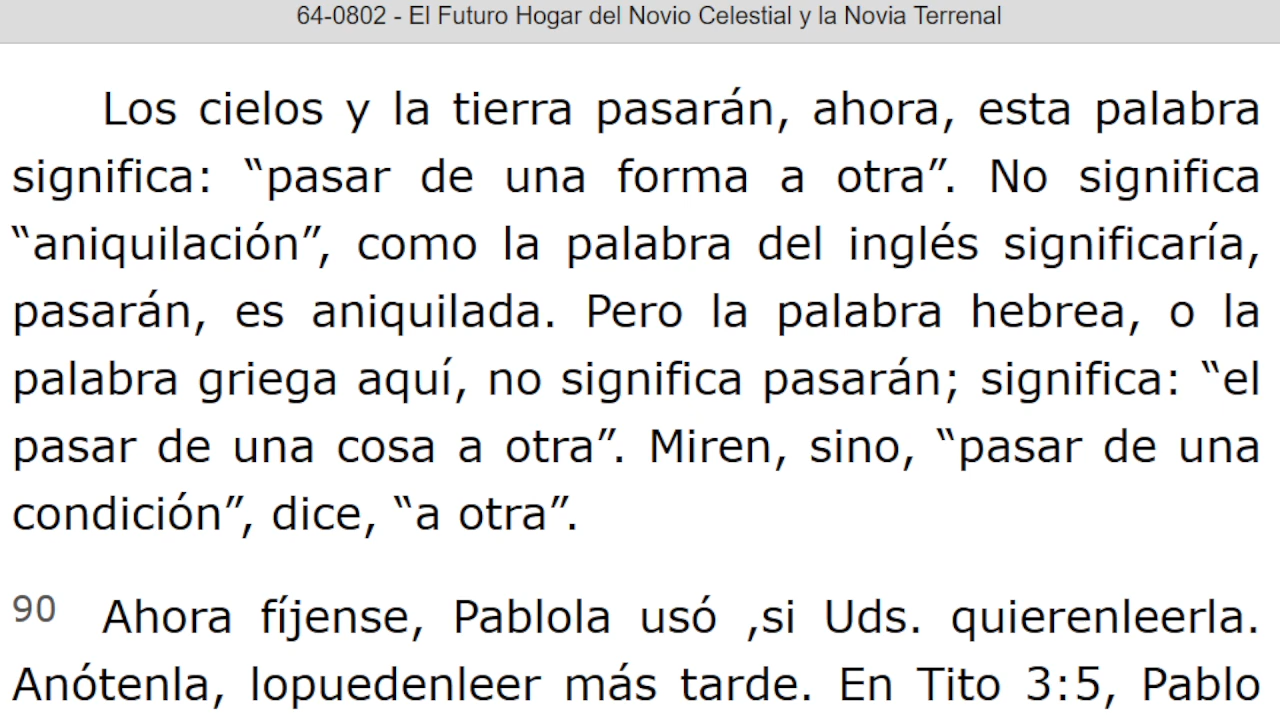 64-0802 - El Futuro Hogar del Novio Celestial y la Novia Terrenal
Los cielos y la tierra pasarán, ahora, esta palabra
significa: “pasar de una forma a otra”. No significa
“aniquilación”, como la palabra del inglés significaría,
pasarán, es aniquilada. Pero la palabra hebrea, o la
palabra griega aquí, no significa pasarán; significa: “el
pasar de una cosa a otra”. Miren, sino, “pasar de una
condición”, dice, “a otra”.
90 Ahora fíjense, Pablola usó ,si Uds. quierenleerla.
Anótenla, lopuedenleer más tarde. En Tito 3:5, Pablo